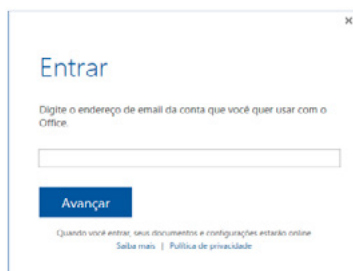 Entrar
Digite o endereço de email da conta que você quer usar com o
Office.
Avançar
Quando você entrar, seus documentos e configurações estarão online
Saiba mais | Política de privacidade